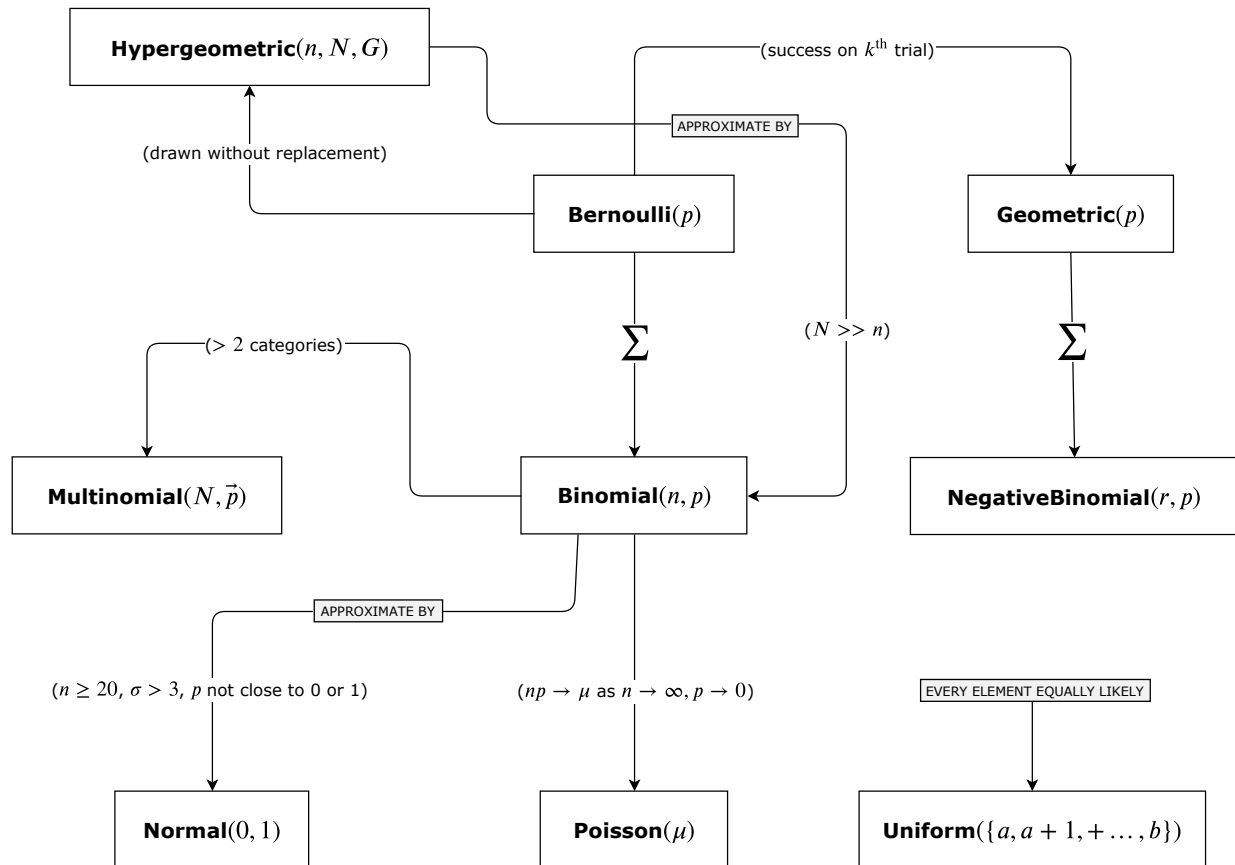 Hypergeometric(n, N, G)
(success on kth trial)
APPROXIMATE BY
(drawn without replacement)
Bernoulli(p)
Geometric(p)
(> 2 categories)
∑
(N >> n)
∑
Multinomial(N, p⃗)
Binomial(n, p)
NegativeBinomial(r, p)
APPROXIMATE BY
(n ≥ 20, σ > 3, p not close to 0 or 1)
(np → μ as n → ∞, p → 0)
EVERY ELEMENT EQUALLY LIKELY
Normal(0, 1)
Poisson(μ)
Uniform({a, a + 1, + …, b})